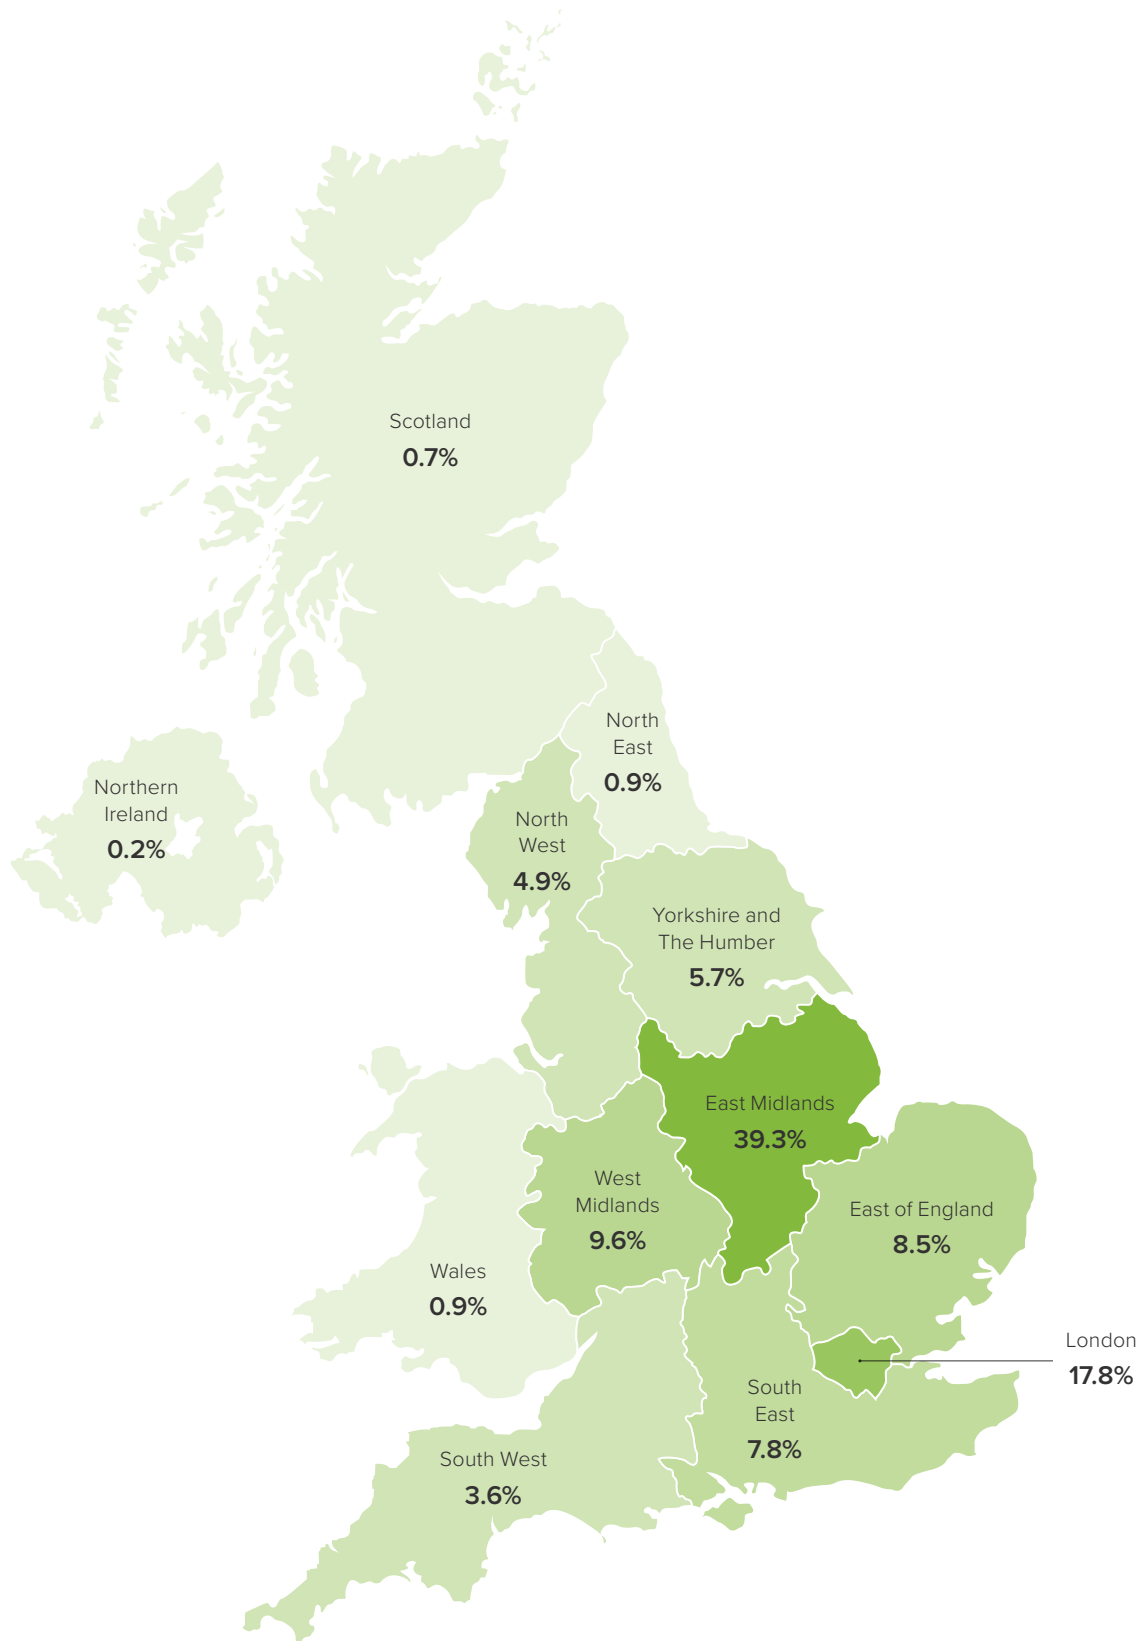 Scotland
0.7%
North
East
0.9%
Northern
Ireland
0.2%
North
West
4.9%
Yorkshire and
The Humber
5.7%
East Midlands
39.3%
West
Midlands
9.6%
East of England
8.5%
Wales
0.9%
London
17.8%
South
East
7.8%
South West
3.6%